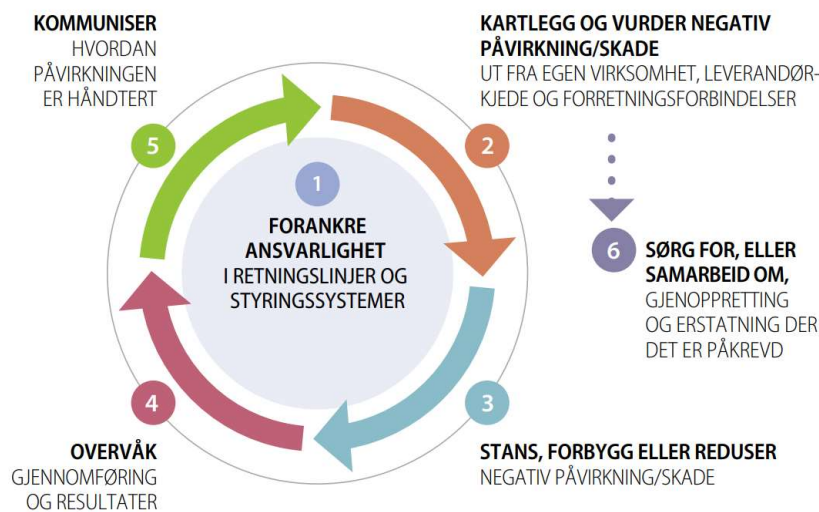 1
FORANKRE
ANSVARLIGHET
I RETNINGSLINJER OG
STYRINGSSYSTEMER
2
KARTLEGG OG VURDER NEGATIV
PÅVIRKNING/SKADE
UT FRA EGEN VIRKSOMHET, LEVERANDØR-
KJEDE OG FORRETNINGSFORBINDELSER
3
STANS, FORBYGG ELLER REDUSER
NEGATIV PÅVIRKNING/SKADE
4
OVERVÅK
GJENNOMFØRING
OG RESULTATER
5
KOMMUNISER
HVORDAN
PÅVIRKNINGEN
ER HÅNDTERT
6
SØRG FOR, ELLER
SAMARBEID OM,
GJENOPPRETTING
OG ERSTATNING DER
DET ER PÅKREVD